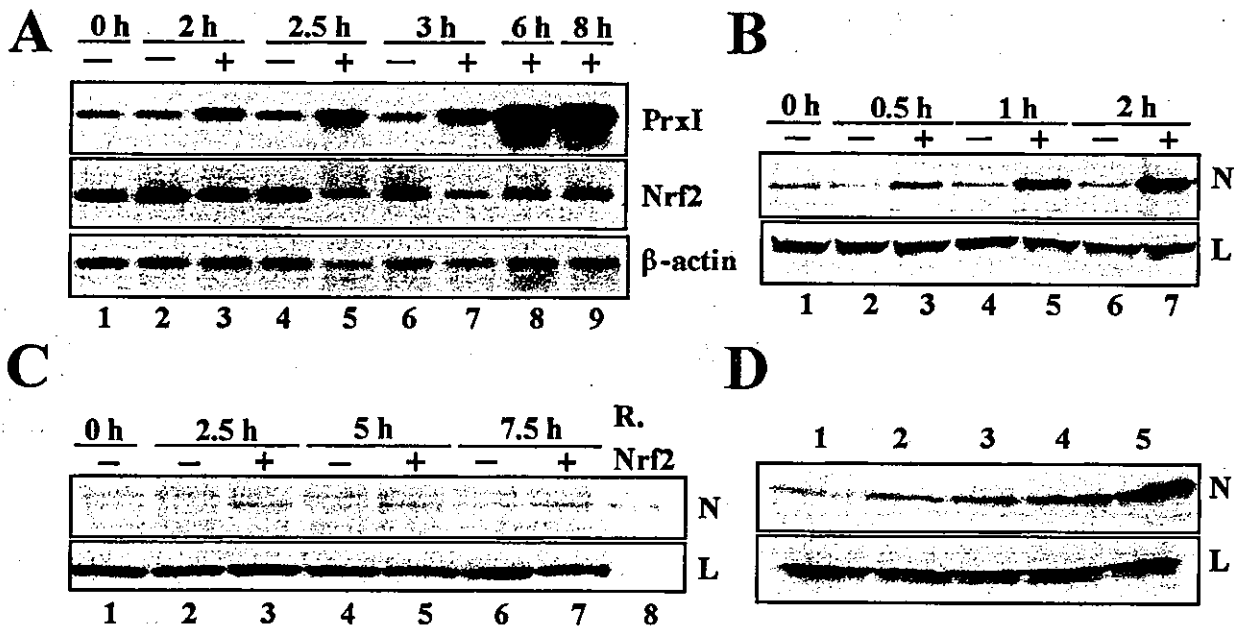 A
0 h 2 h 2.5 h 3 h 6 h 8 h
− − + − + − + + +
PrxI
Nrf2
β-actin
1 2 3 4 5 6 7 8 9
B
0h 0.5 h 1 h 2 h
− − + − + − +
N
L
1 2 3 4 5 6 7
C
0 h 2.5 h 5 h 7.5 h R.
− − + − + − + Nrf2
N
L
1 2 3 4 5 6 7 8
D
1 2 3 4 5
N
L